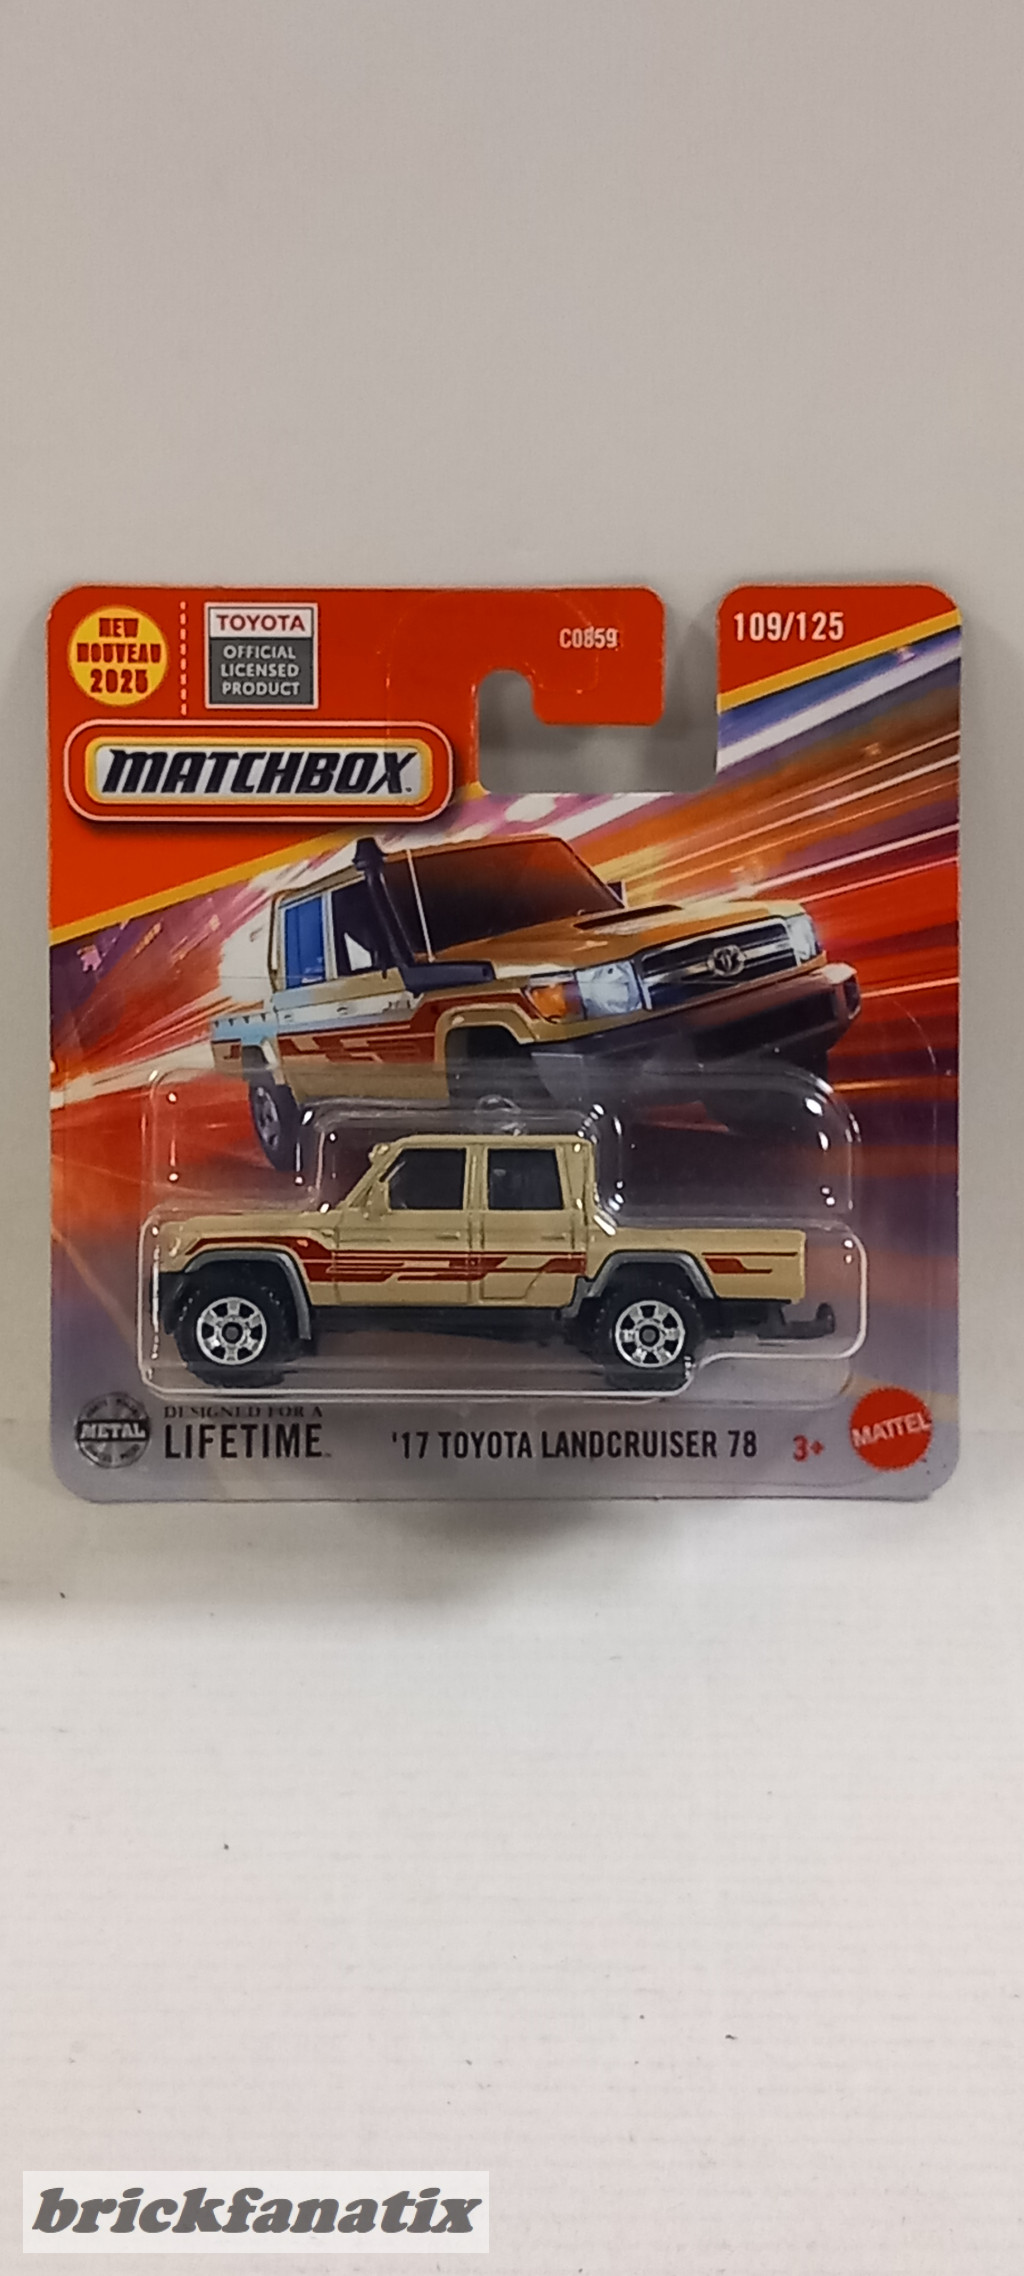 NEW
NOUVEAU
2025
TOYOTA
OFFICIAL
LICENSED
PRODUCT
C0859
109/125
MATCHBOX
METAL
DESIGNED FOR A
LIFETIME™
'17 TOYOTA LANDCRUISER 78
3+
MATTEL
brickfanatix